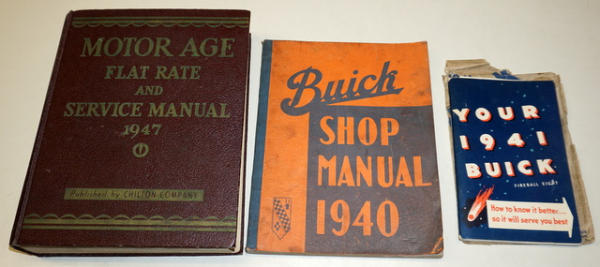 MOTOR AGE
FLAT RATE
AND
SERVICE MANUAL
1947
Published by CHILTON COMPANY
Buick
SHOP
MANUAL
1940
YOUR
1941
BUICK
FIREBALL EIGHT
How to know it better...
so it will serve you best